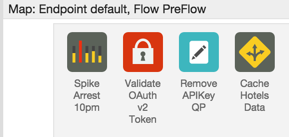 Map: Endpoint default, Flow PreFlow
Spike
Arrest
10pm
Validate
OAuth
v2
Token
Remove
APIKey
QP
Cache
Hotels
Data